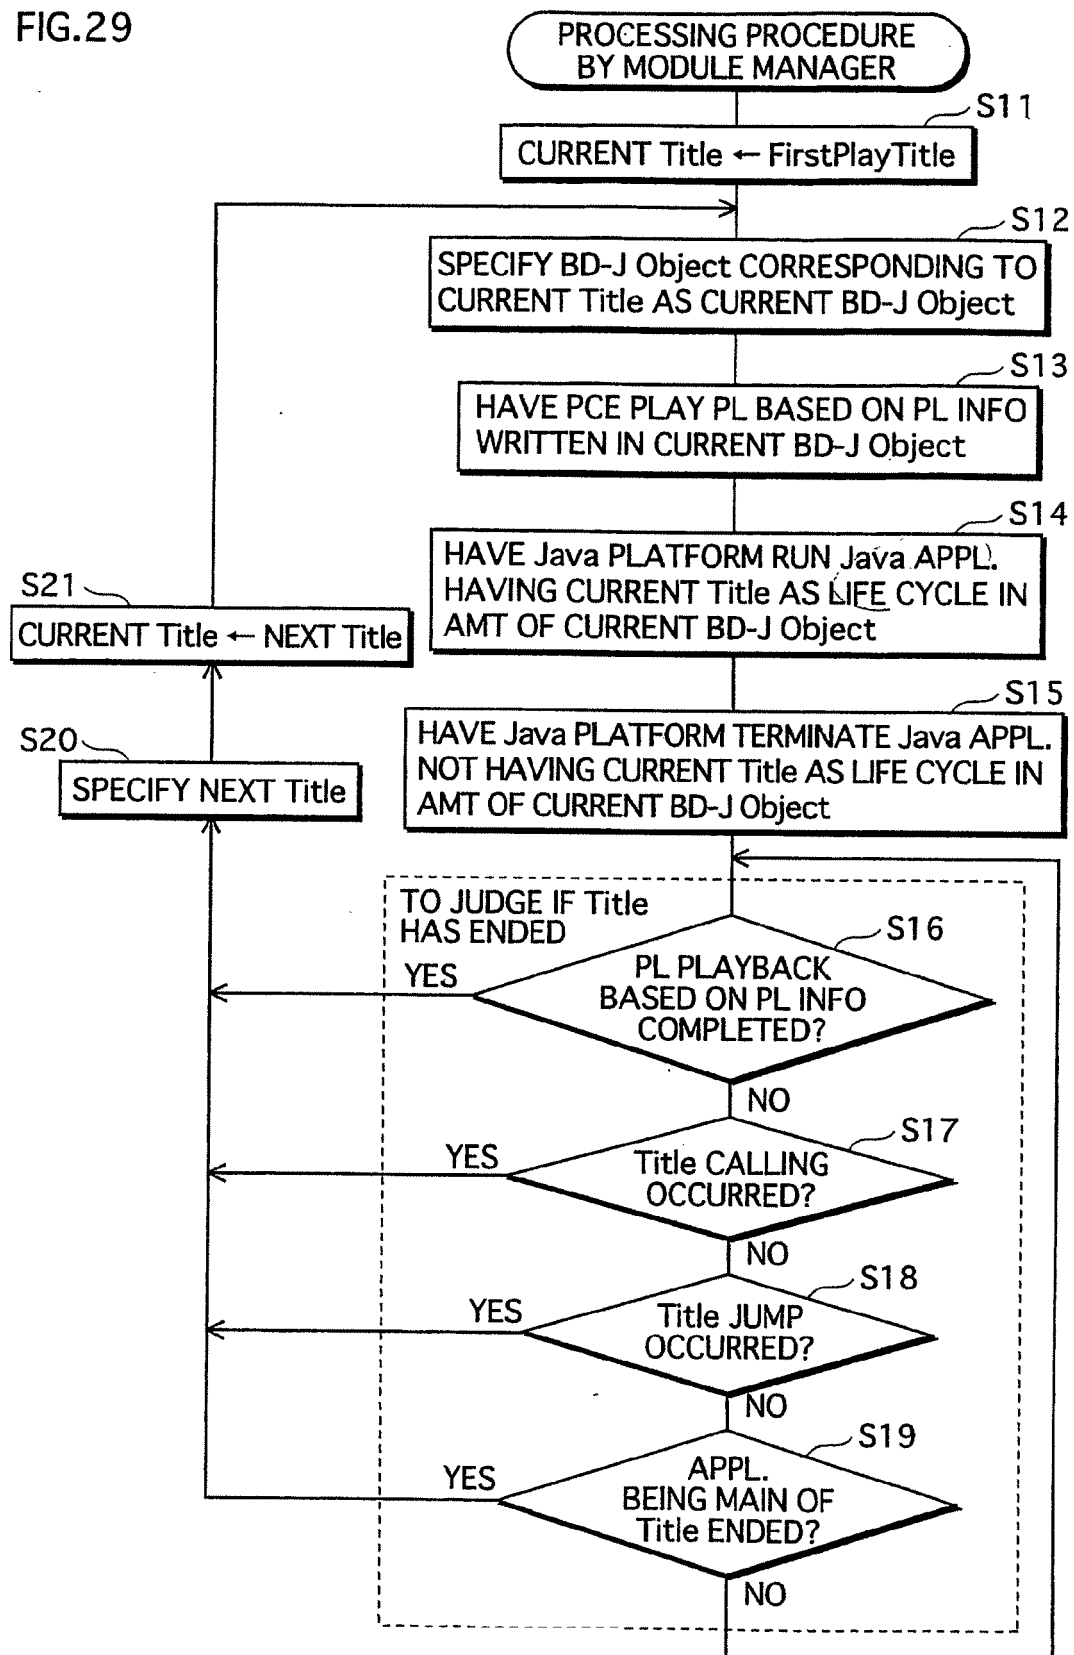 FIG.29
PROCESSING PROCEDURE
BY MODULE MANAGER
S11
CURRENT Title ← FirstPlayTitle
S12
SPECIFY BD-J Object CORRESPONDING TO
CURRENT Title AS CURRENT BD-J Object
S13
HAVE PCE PLAY PL BASED ON PL INFO
WRITTEN IN CURRENT BD-J Object
S14
HAVE Java PLATFORM RUN Java APPL.
HAVING CURRENT Title AS LIFE CYCLE IN
AMT OF CURRENT BD-J Object
S15
HAVE Java PLATFORM TERMINATE Java APPL.
NOT HAVING CURRENT Title AS LIFE CYCLE IN
AMT OF CURRENT BD-J Object
TO JUDGE IF Title
HAS ENDED
S16
PL PLAYBACK
BASED ON PL INFO
COMPLETED?
YES
NO
S17
Title CALLING
OCCURRED?
YES
NO
S18
Title JUMP
OCCURRED?
YES
NO
S19
APPL.
BEING MAIN OF
Title ENDED?
YES
NO
S20
SPECIFY NEXT Title
S21
CURRENT Title ← NEXT Title